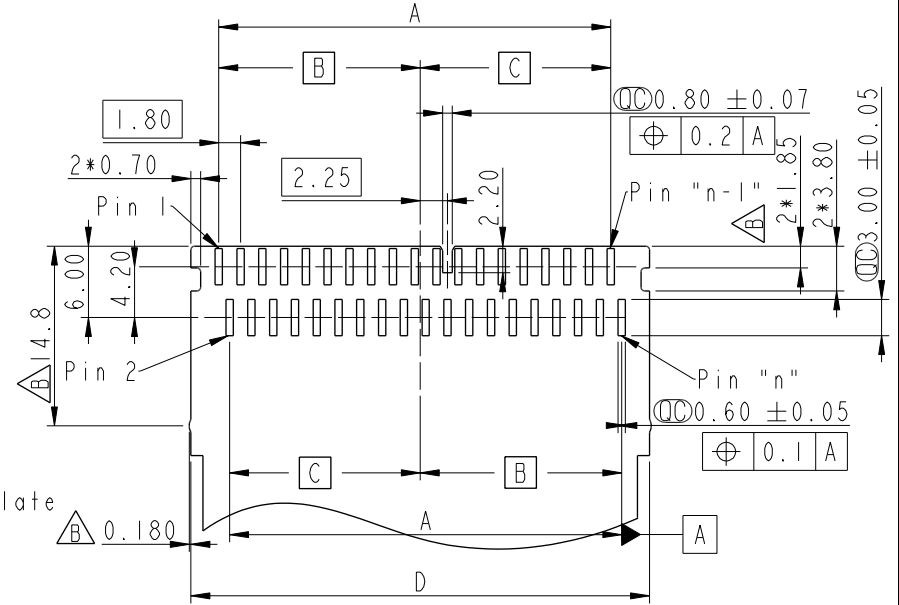 A
B
C
QC 0.80 ±0.07
⌖ 0.2 A
1.80
2*0.70
2.25
2.20
Pin 1
Pin "n-1"
B
2*1.85
2*3.80
QC 3.00 ±0.05
6.00
4.20
B 14.8
Pin 2
Pin "n"
QC 0.60 ±0.05
⌖ 0.1 A
C
B
late
B 0.180
A
A
D